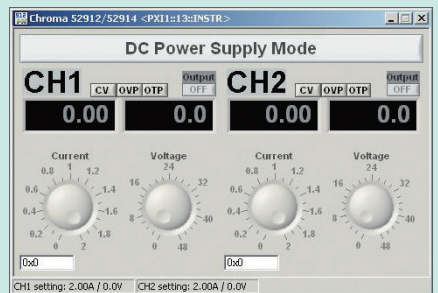 Chroma 52912/52914 <PXI1::13::INSTR>
DC Power Supply Mode
CH1 CV OVP OTP Output OFF
CH2 CV OVP OTP Output OFF
0.00 0.0 0.00 0.0
Current Voltage Current Voltage
0 0.2 0.4 0.6 0.8 1 1.2 1.4 1.6 1.8 2
0 8 16 24 32 40 48
0 0.2 0.4 0.6 0.8 1 1.2 1.4 1.6 1.8 2
0 8 16 24 32 40 48
0x0 0x0
CH1 setting: 2.00A / 0.0V CH2 setting: 2.00A / 0.0V